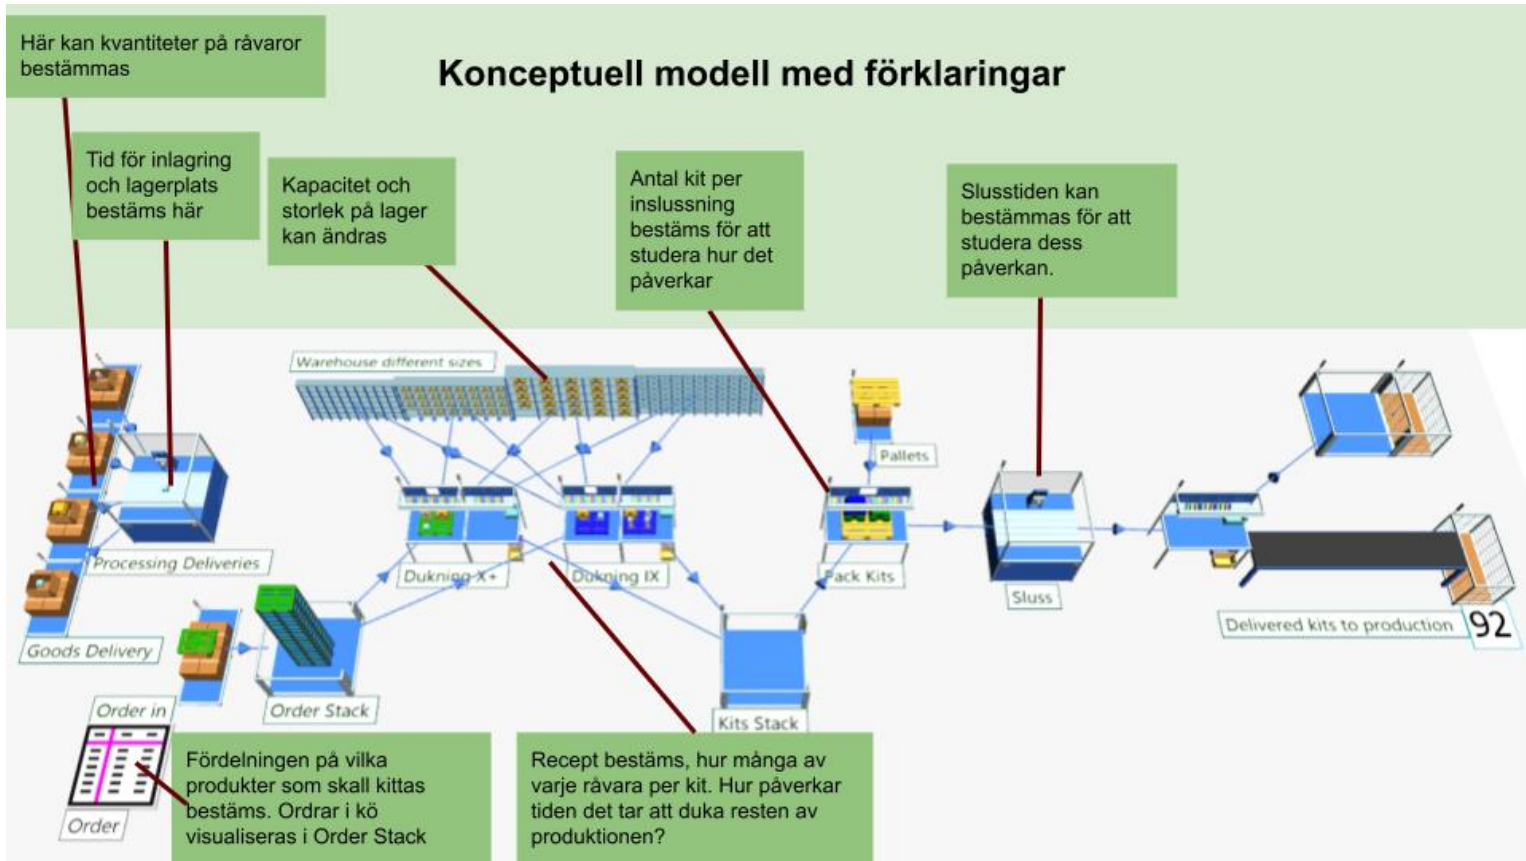 Här kan kvantiteter på råvaror
bestämmas
Konceptuell modell med förklaringar
Tid för inlagring
och lagerplats
bestäms här
Kapacitet och
storlek på lager
kan ändras
Antal kit per
inslussning
bestäms för att
studera hur det
påverkar
Slusstiden kan
bestämmas för att
studera dess
påverkan.
Warehouse different sizes
Pallets
Processing Deliveries
Dukning X+
Dukning IX
Pack Kits
Sluss
Delivered kits to production
92
Goods Delivery
Order in
Order Stack
Kits Stack
Order
Fördelningen på vilka
produkter som skall kittas
bestäms. Ordrar i kö
visualiseras i Order Stack
Recept bestäms, hur många av
varje råvara per kit. Hur påverkar
tiden det tar att duka resten av
produktionen?